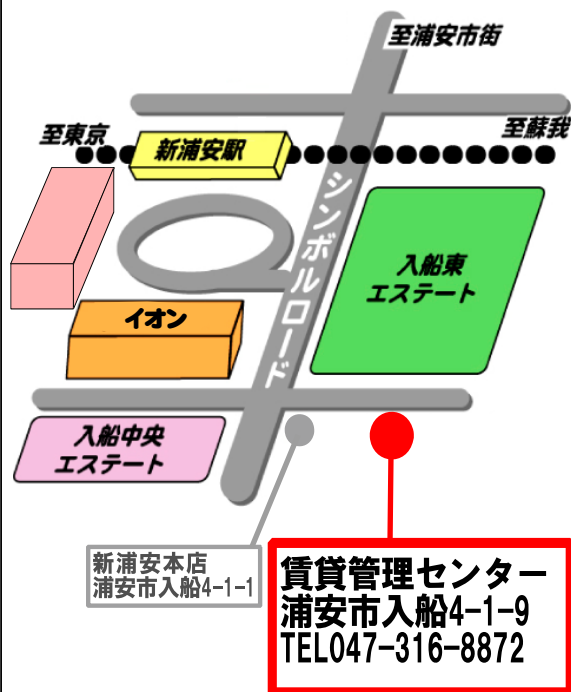 至浦安市街
至東京
至蘇我
新浦安駅
シンボルロード
入船東
エステート
イオン
入船中央
エステート
新浦安本店
浦安市入船4-1-1
賃貸管理センター
浦安市入船4-1-9
TEL047-316-8872